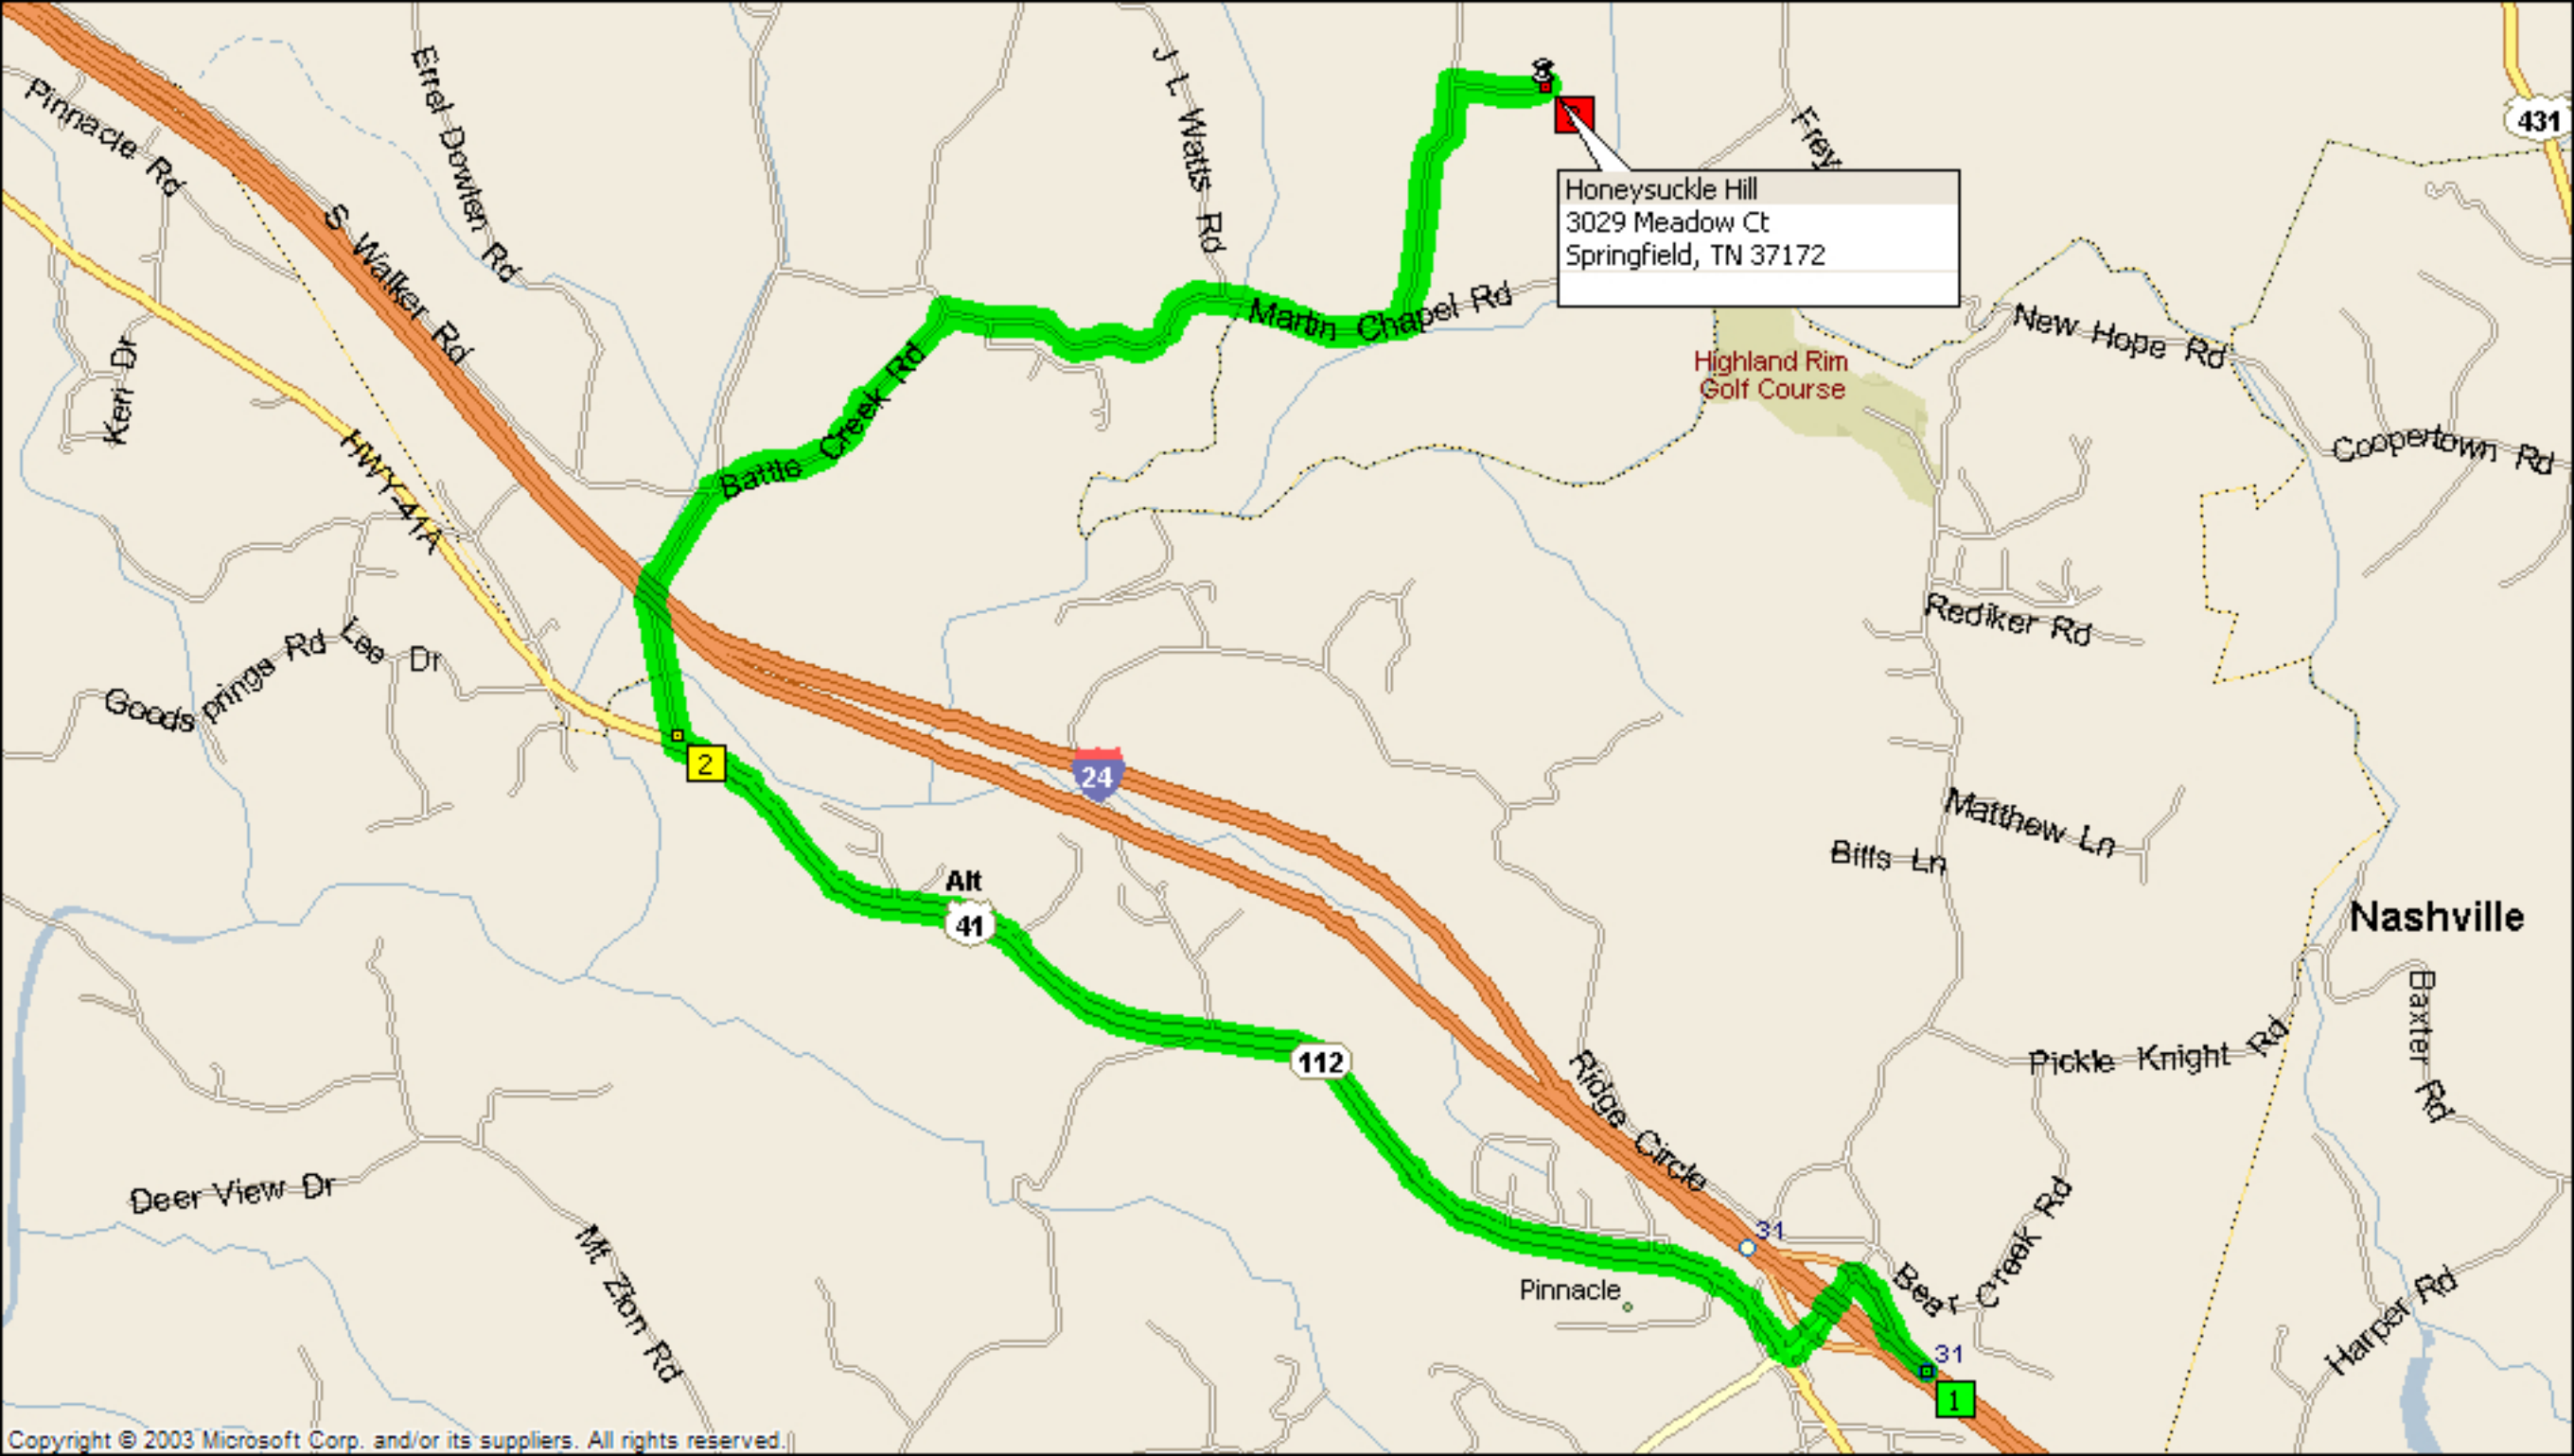 431
Pinnacle Rd
Errel Dowlen Rd
J L Watts Rd
Frey
Honeysuckle Hill
3029 Meadow Ct
Springfield, TN 37172
S Walker Rd
Martin Chapel Rd
New Hope Rd
Kerr Dr
Highland Rim
Golf Course
Battle Creek Rd
Coopertown Rd
HWY-41A
Rediker Rd
Lee Dr
Goodsprings Rd
2
24
Matthew Ln
Biffs Ln
Alt
41
Nashville
112
Baxter Rd
Pickle Knight Rd
Ridge Circle
Deer View Dr
31
Mt Zion Rd
Pinnacle
Bear Creek Rd
Harper Rd
31
1
Copyright © 2003 Microsoft Corp. and/or its suppliers. All rights reserved.